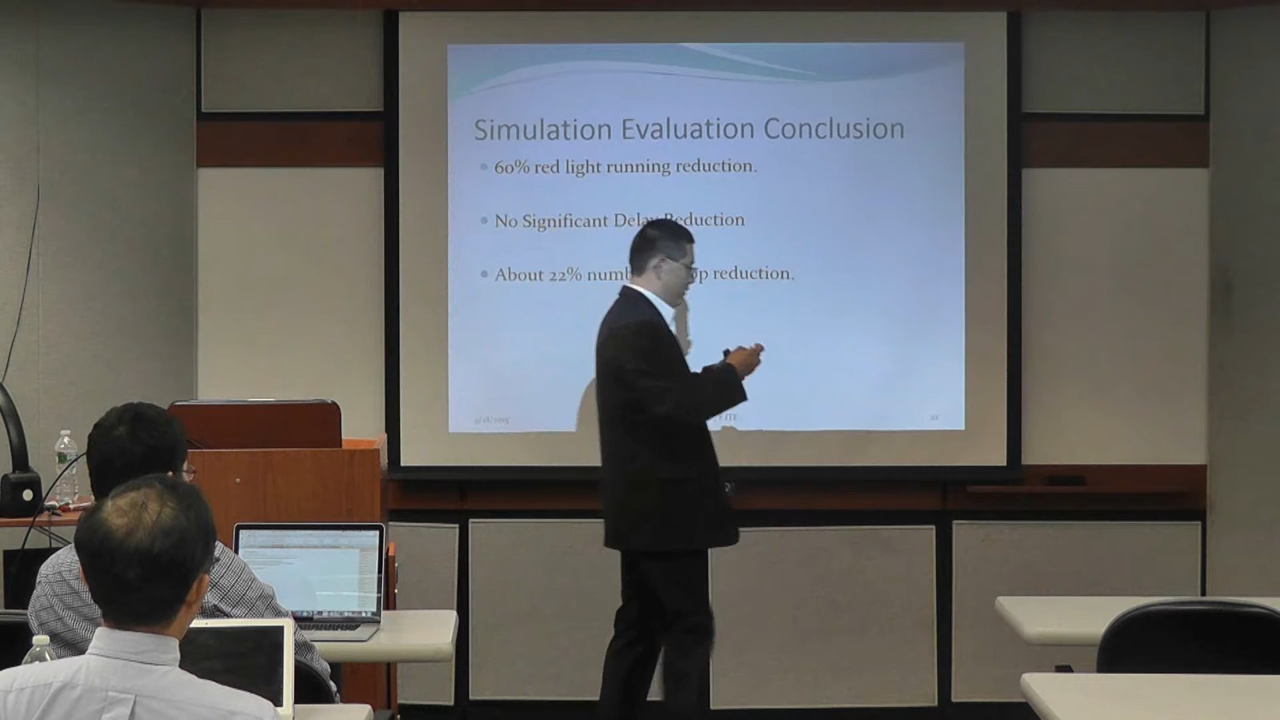 Simulation Evaluation Conclusion
60% red light running reduction.
No Significant Delay Reduction
About 22% numb op reduction.